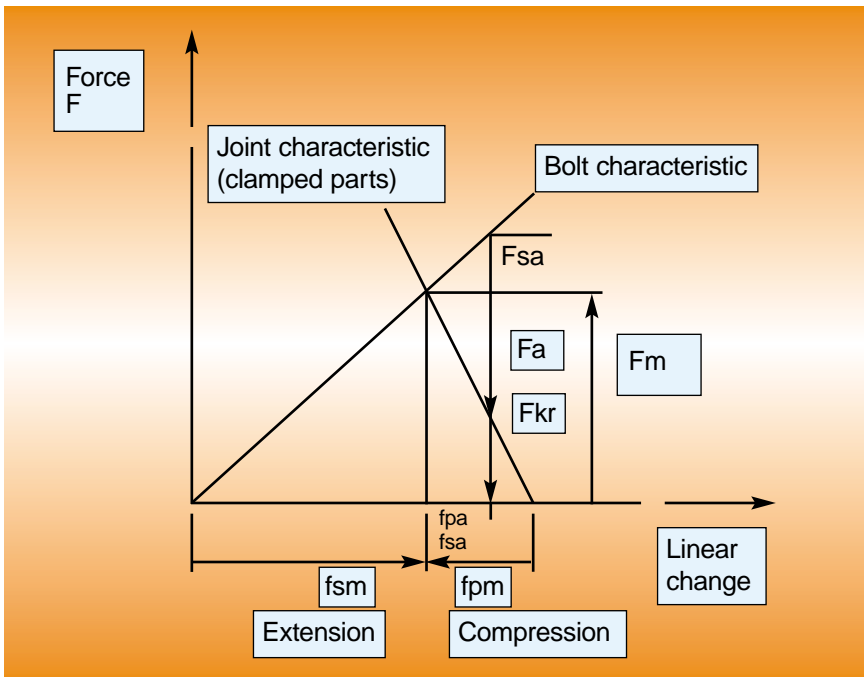 Force
F
Joint characteristic
(clamped parts)
Bolt characteristic
Fsa
Fa
Fm
Fkr
fpa
fsa
Linear
change
fsm
fpm
Extension
Compression